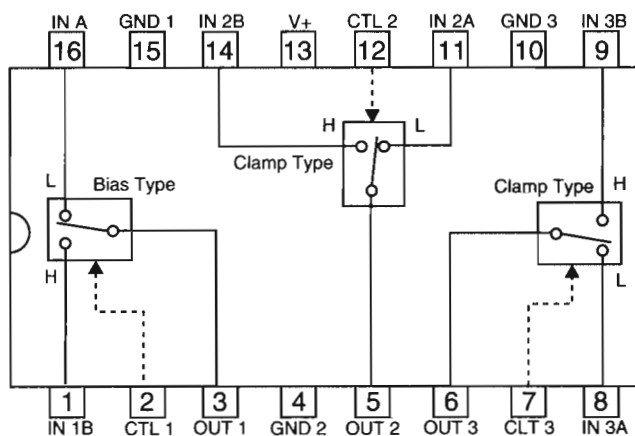 IN A GND 1 IN 2B V+ CTL 2 IN 2A GND 3 IN 3B
16 15 14 13 12 11 10 9
H L
Clamp Type
L Bias Type
Clamp Type H
H
L
1 2 3 4 5 6 7 8
IN 1B CTL 1 OUT 1 GND 2 OUT 2 OUT 3 CLT 3 IN 3A